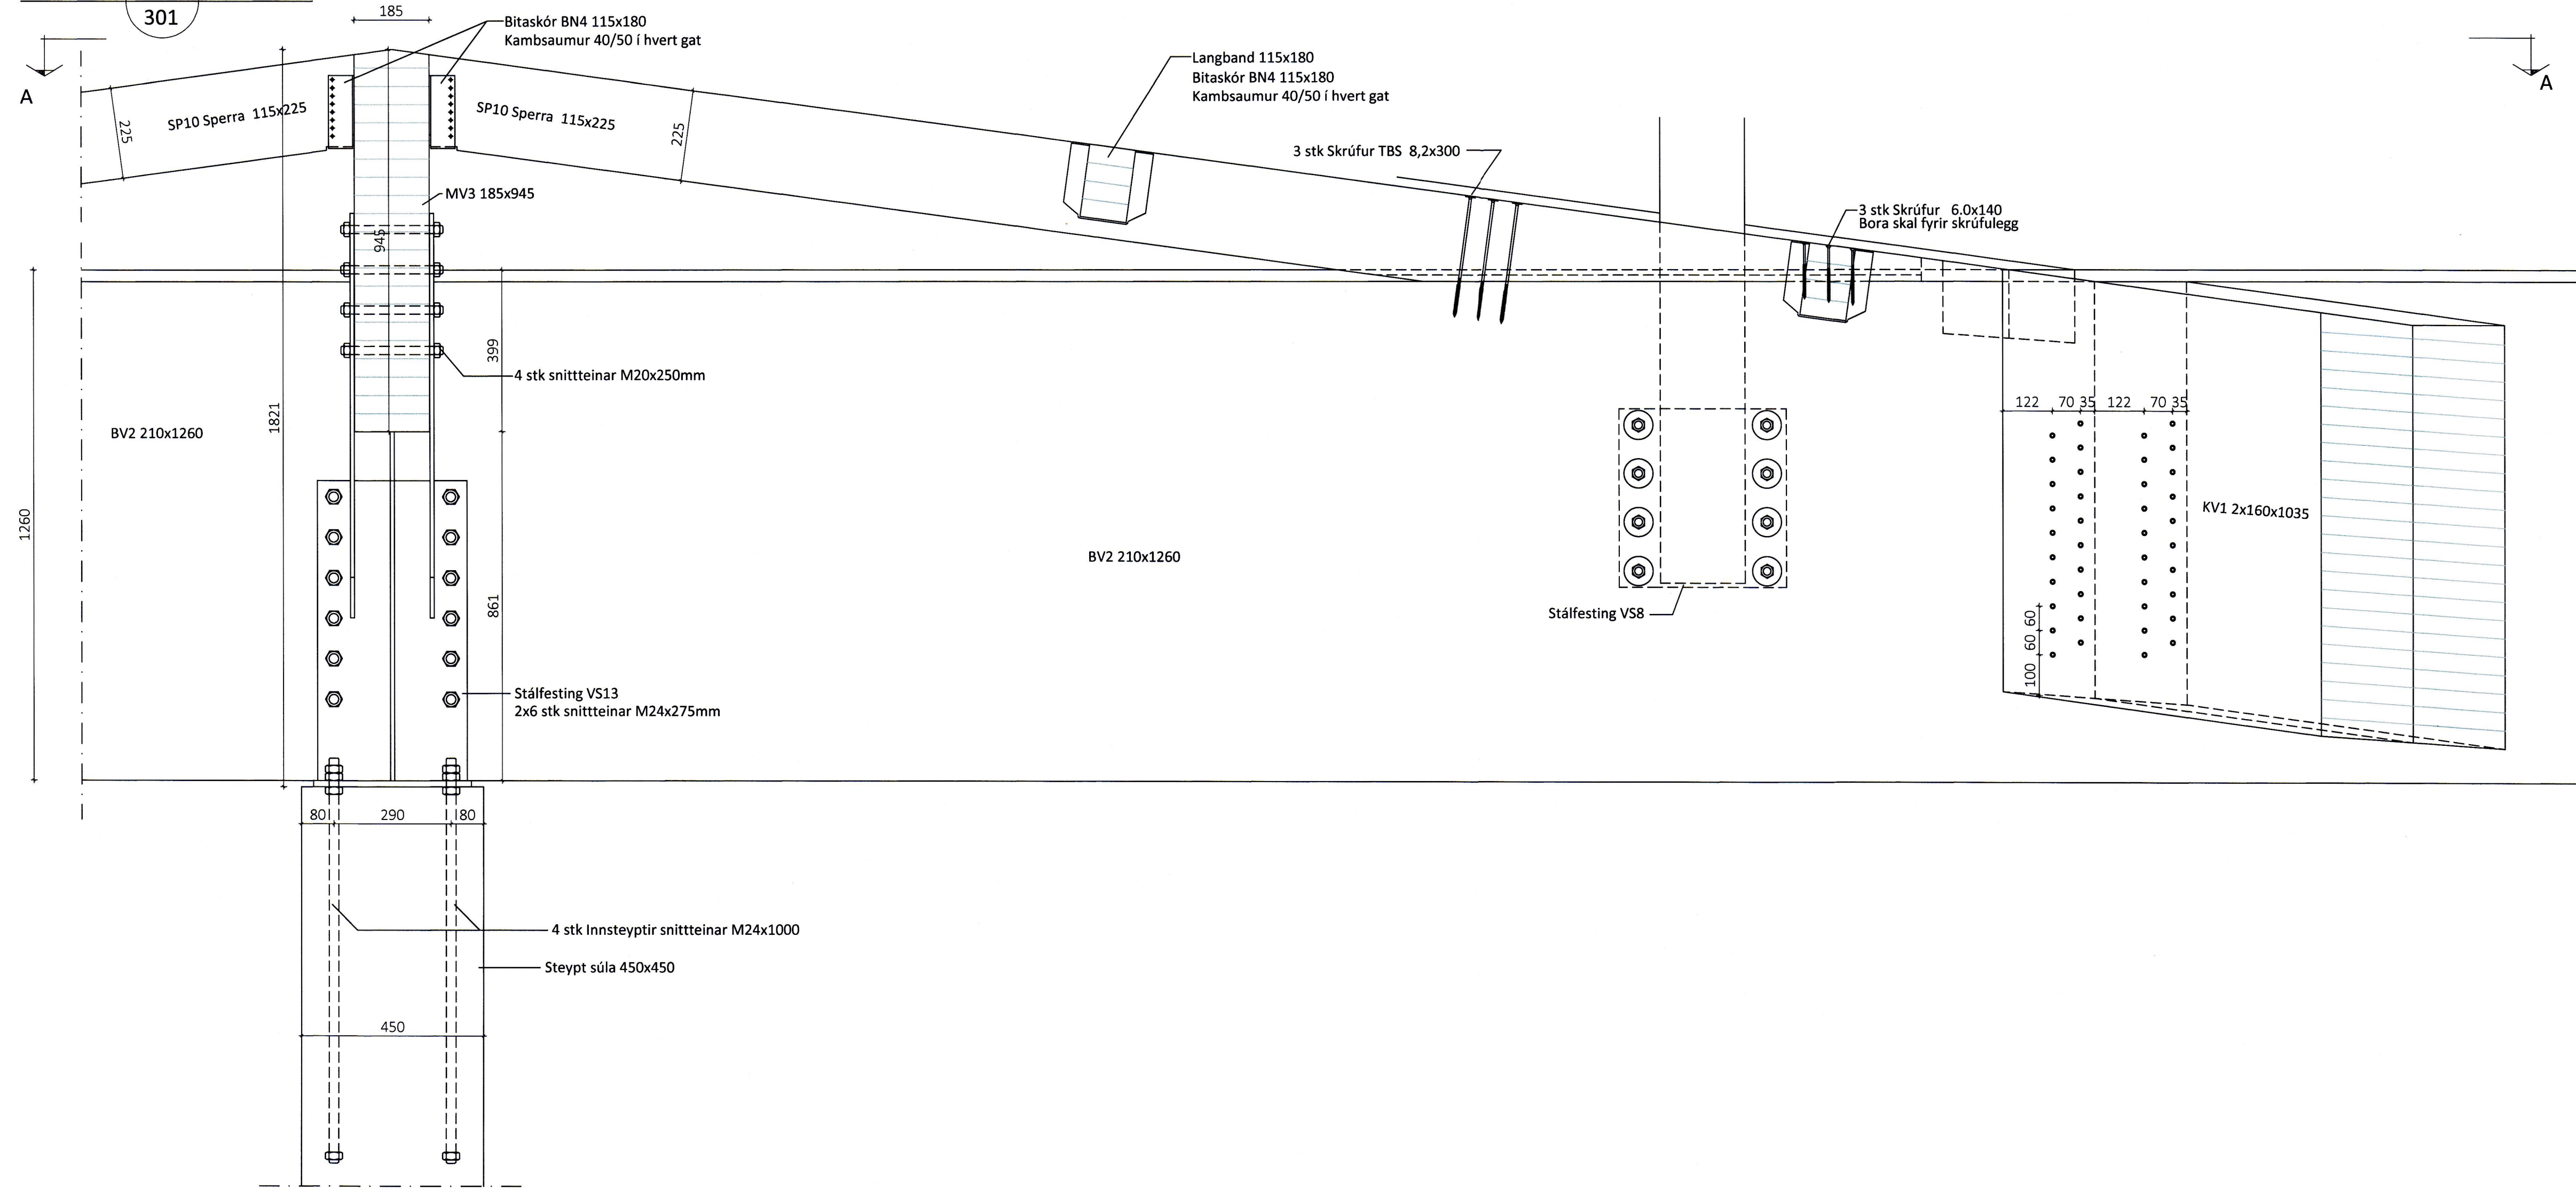 301
185
Bitaskór BN4 115x180
Kambsaumur 40/50 í hvert gat
Langband 115x180
Bitaskór BN4 115x180
Kambsaumur 40/50 í hvert gat
A
A
225
SP10 Sperra 115x225
SP10 Sperra 115x225
225
3 stk Skrúfur TBS 8,2x300
MV3 185x945
3 stk Skrúfur 6.0x140
Bora skal fyrir skrúfulegg
945
399
4 stk snittteinar M20x250mm
1821
122 70 35 122 70 35
BV2 210x1260
1260
KV1 2x160x1035
BV2 210x1260
861
Stálfesting VS8
60
60
100
Stálfesting VS13
2x6 stk snittteinar M24x275mm
80 290 80
4 stk Innsteyptir snittteinar M24x1000
Steypt súla 450x450
450